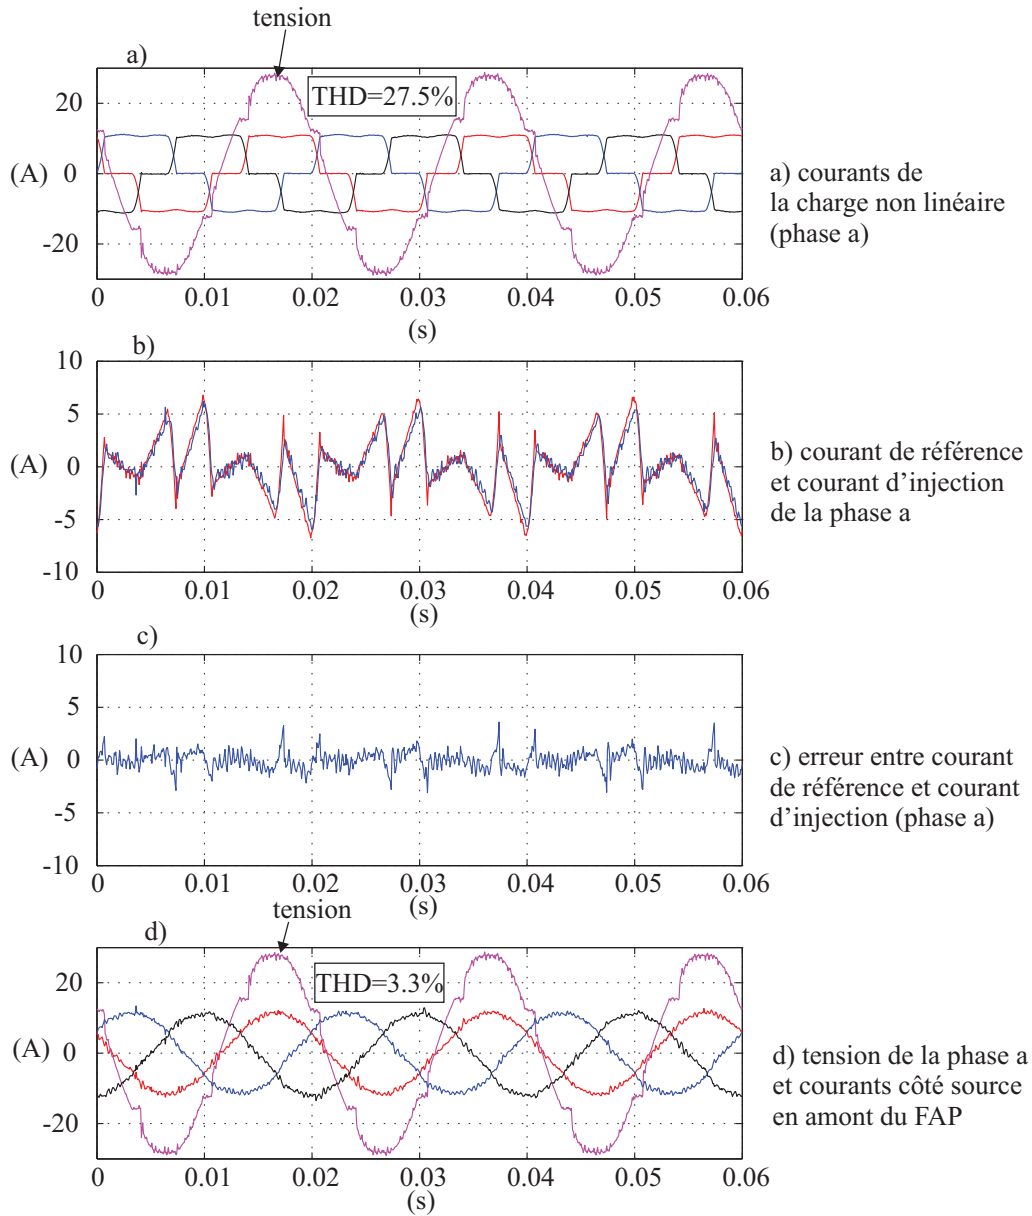 tension
a)
THD=27.5%
20
(A)
0
-20
0
0.01
0.02
0.03
0.04
0.05
0.06
(s)
a) courants de
la charge non linéaire
(phase a)
b)
10
5
(A)
0
-5
-10
0
0.01
0.02
0.03
0.04
0.05
0.06
(s)
b) courant de référence
et courant d’injection
de la phase a
c)
10
5
(A)
0
-5
-10
0
0.01
0.02
0.03
0.04
0.05
0.06
(s)
c) erreur entre courant
de référence et courant
d’injection (phase a)
tension
d)
THD=3.3%
20
(A)
0
-20
0
0.01
0.02
0.03
0.04
0.05
0.06
(s)
d) tension de la phase a
et courants côté source
en amont du FAP